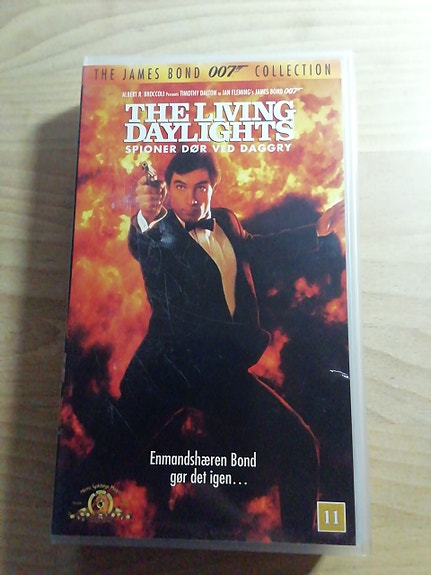 THE JAMES BOND 007 COLLECTION
ALBERT R. BROCCOLI Presents TIMOTHY DALTON as IAN FLEMING'S JAMES BOND 007
THE LIVING
DAYLIGHTS
SPIONER DØR VED DAGGRY
Enmandshæren Bond
gør det igen...
11